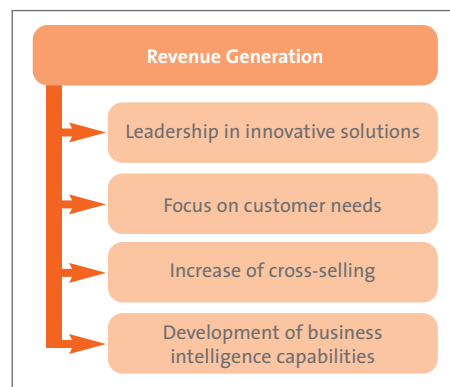 Revenue Generation
Leadership in innovative solutions
Focus on customer needs
Increase of cross-selling
Development of business
intelligence capabilities